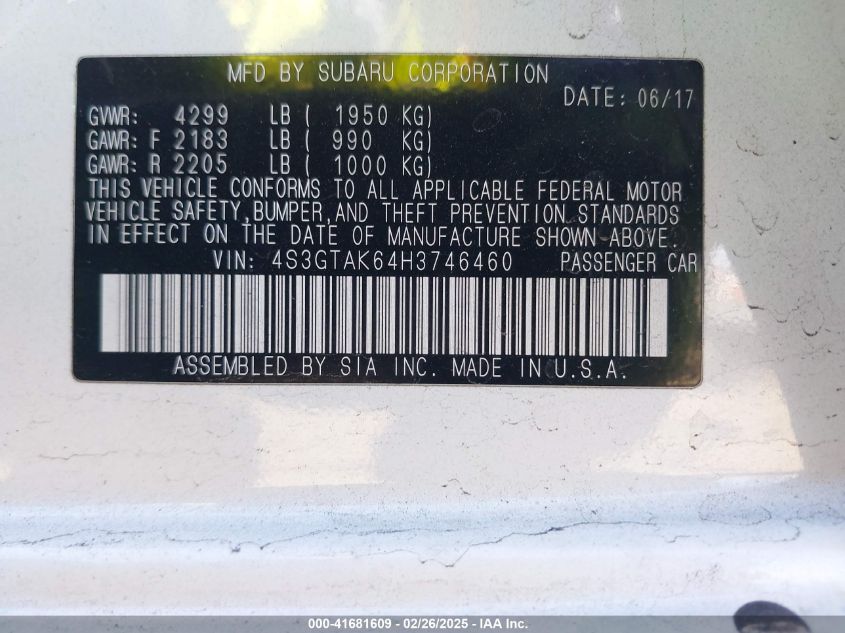 MFD BY SUBARU CORPORATION
DATE: 06/17
GVWR: 4299 LB ( 1950 KG)
GAWR: F 2183 LB ( 990 KG)
GAWR: R 2205 LB ( 1000 KG)
THIS VEHICLE CONFORMS TO ALL APPLICABLE FEDERAL MOTOR
VEHICLE SAFETY, BUMPER, AND THEFT PREVENTION STANDARDS
IN EFFECT ON THE DATE OF MANUFACTURE SHOWN ABOVE.
VIN: 4S3GTAK64H3746460 PASSENGER CAR
ASSEMBLED BY SIA INC. MADE IN U.S.A.
000-41681609 - 02/26/2025 - IAA Inc.